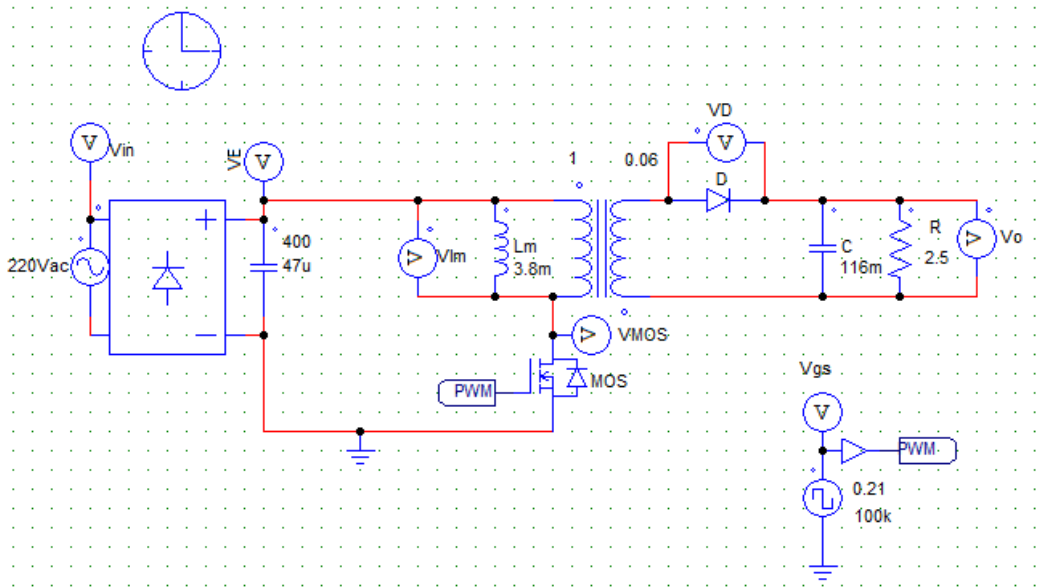 VD
V
V
Vin
VE
V
1
0.06
D
220Vac
400
47u
V
Vlm
Lm
3.8m
C
116m
R
2.5
V
Vo
V
VMOS
PWM
MOS
Vgs
V
PWM
0.21
100k